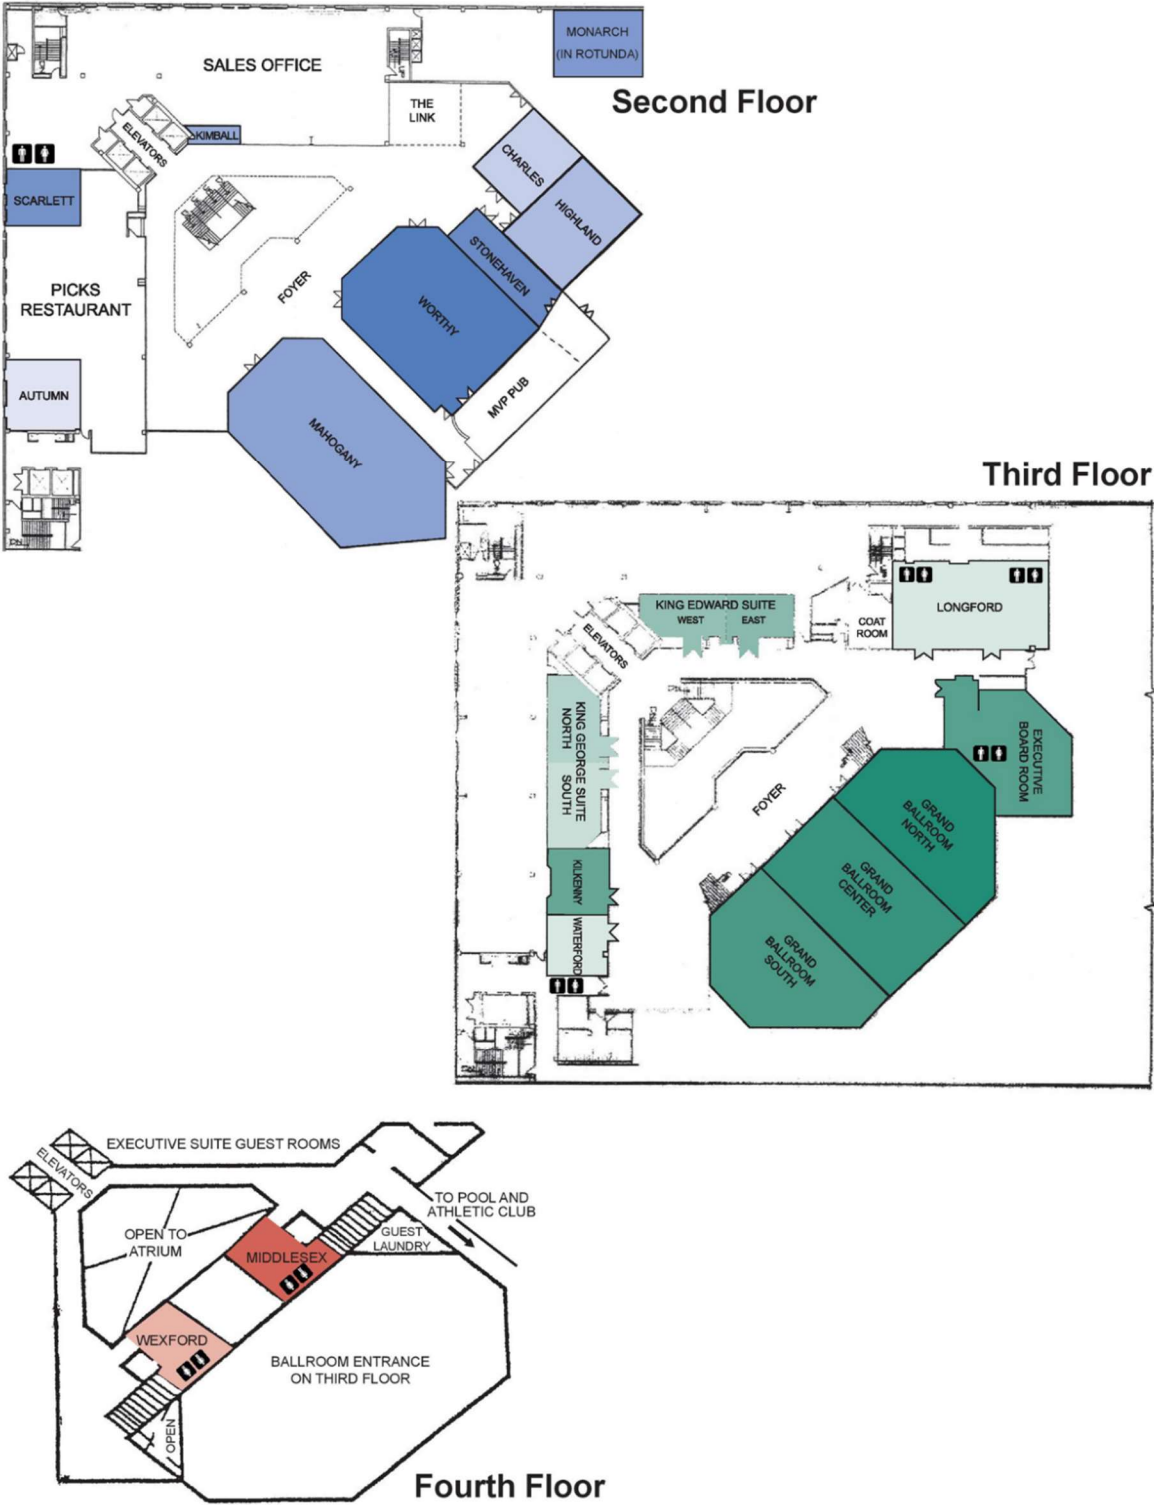 MONARCH
(IN ROTUNDA)
SALES OFFICE
Second Floor
THE
LINK
ELEVATORS
KIMBALL
CHARLES
SCARLETT
HIGHLAND
STONEHAVEN
FOYER
PICKS
RESTAURANT
WORTHY
AUTUMN
MVP PUB
MAHOGANY
Third Floor
KING EDWARD SUITE
WEST EAST
LONGFORD
COAT
ROOM
ELEVATORS
KING GEORGE SUITE
NORTH
SOUTH
EXECUTIVE
BOARD ROOM
FOYER
GRAND
BALLROOM
NORTH
GRAND
BALLROOM
CENTER
KILKENNY
WATERFORD
GRAND
BALLROOM
SOUTH
EXECUTIVE SUITE GUEST ROOMS
ELEVATORS
TO POOL AND
ATHLETIC CLUB
OPEN TO
ATRIUM
GUEST
LAUNDRY
MIDDLESEX
WEXFORD
BALLROOM ENTRANCE
ON THIRD FLOOR
OPEN
Fourth Floor